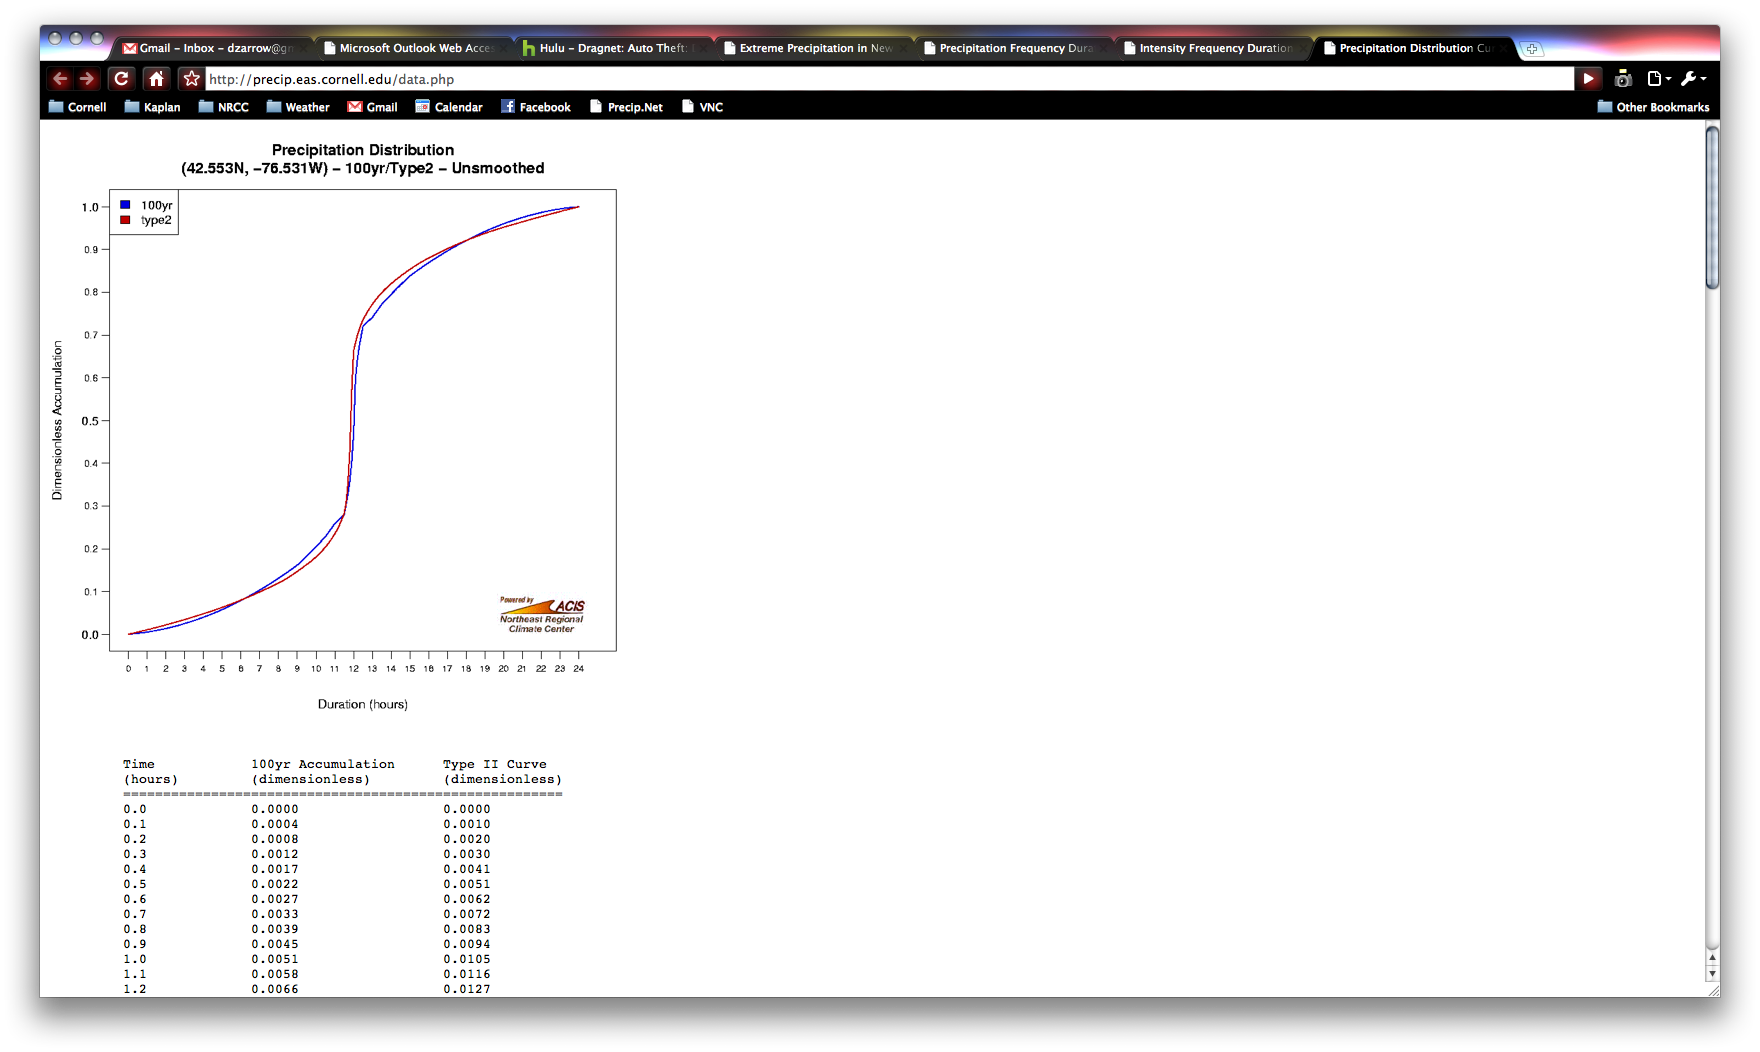 Gmail – Inbox – dzarrow@gm
Microsoft Outlook Web Acces
Hulu – Dragnet: Auto Theft:
Extreme Precipitation in New
Precipitation Frequency Dura
Intensity Frequency Duration
Precipitation Distribution Cu
http://precip.eas.cornell.edu/data.php
Cornell
Kaplan
NRCC
Weather
Gmail
Calendar
Facebook
Precip.Net
VNC
Other Bookmarks
Precipitation Distribution
(42.553N, −76.531W) − 100yr/Type2 − Unsmoothed
100yr
type2
1.0
0.9
0.8
0.7
0.6
0.5
0.4
0.3
0.2
0.1
0.0
Dimensionless Accumulation
Powered by ACIS
Northeast Regional
Climate Center
0 1 2 3 4 5 6 7 8 9 10 11 12 13 14 15 16 17 18 19 20 21 22 23 24
Duration (hours)
Time 100yr Accumulation Type II Curve
(hours) (dimensionless) (dimensionless)
=======================================================
0.0 0.0000 0.0000
0.1 0.0004 0.0010
0.2 0.0008 0.0020
0.3 0.0012 0.0030
0.4 0.0017 0.0041
0.5 0.0022 0.0051
0.6 0.0027 0.0062
0.7 0.0033 0.0072
0.8 0.0039 0.0083
0.9 0.0045 0.0094
1.0 0.0051 0.0105
1.1 0.0058 0.0116
1.2 0.0066 0.0127